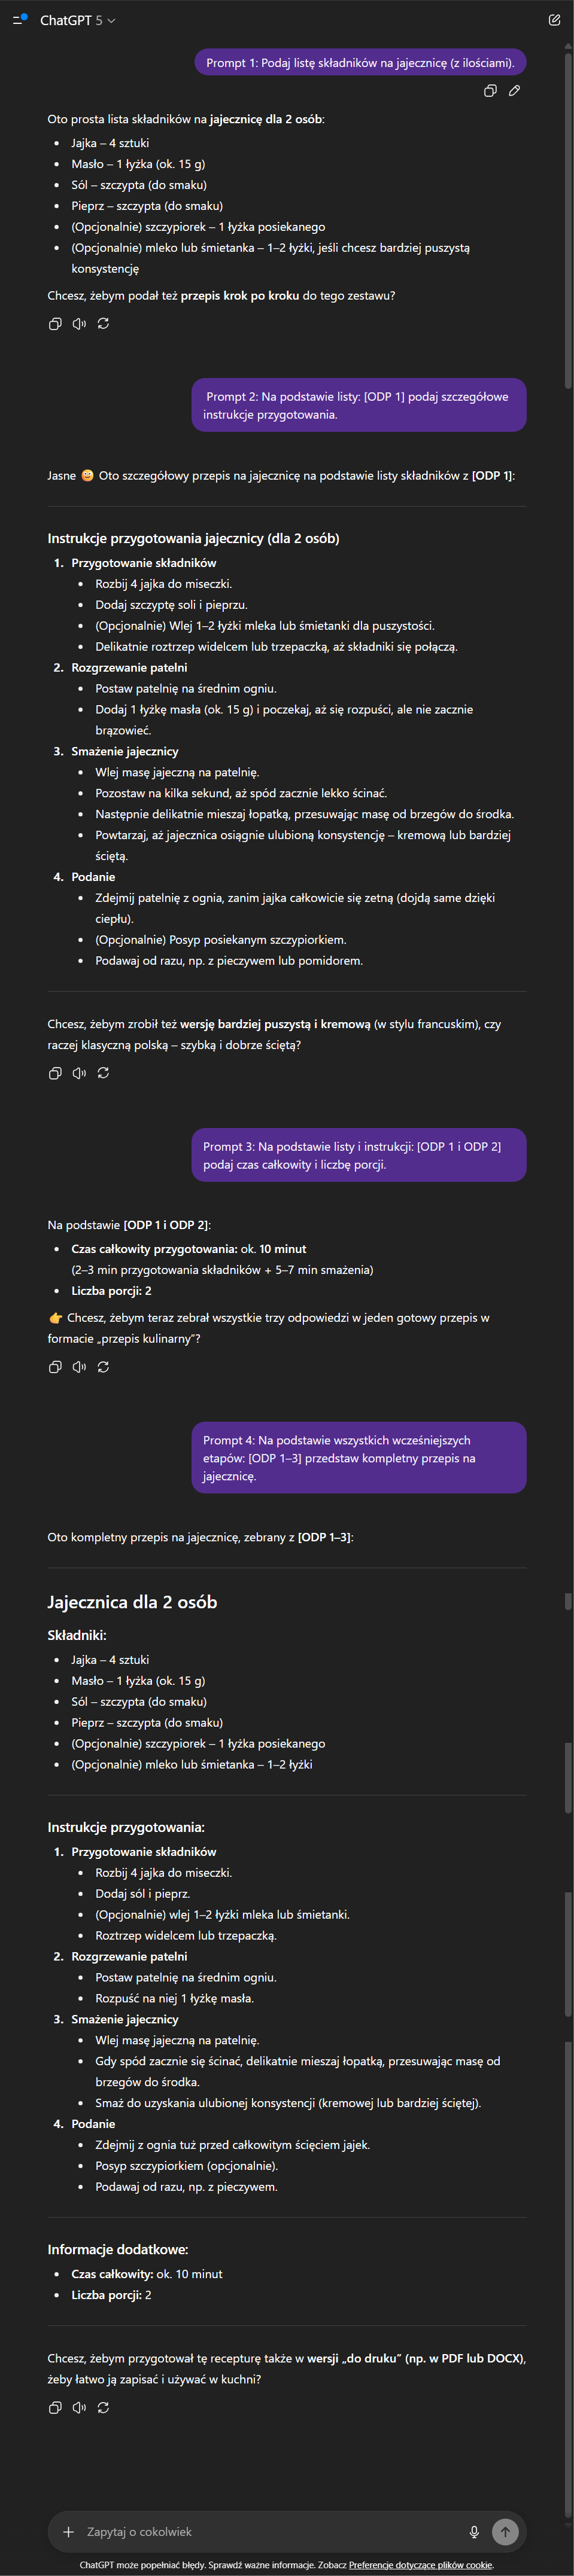 ChatGPT 5
Prompt 1: Podaj listę składników na jajecznicę (z ilościami).
Oto prosta lista składników na jajecznicę dla 2 osób:
Jajka – 4 sztuki
Masło – 1 łyżka (ok. 15 g)
Sól – szczypta (do smaku)
Pieprz – szczypta (do smaku)
(Opcjonalnie) szczypiorek – 1 łyżka posiekanego
(Opcjonalnie) mleko lub śmietanka – 1–2 łyżki, jeśli chcesz bardziej puszystą
konsystencję
Chcesz, żebym podał też przepis krok po kroku do tego zestawu?
Prompt 2: Na podstawie listy: [ODP 1] podaj szczegółowe
instrukcje przygotowania.
Jasne 😄 Oto szczegółowy przepis na jajecznicę na podstawie listy składników z [ODP 1]:
Instrukcje przygotowania jajecznicy (dla 2 osób)
1. Przygotowanie składników
Rozbij 4 jajka do miseczki.
Dodaj szczyptę soli i pieprzu.
(Opcjonalnie) Wlej 1–2 łyżki mleka lub śmietanki dla puszystości.
Delikatnie roztrzep widelcem lub trzepaczką, aż składniki się połączą.
2. Rozgrzewanie patelni
Postaw patelnię na średnim ogniu.
Dodaj 1 łyżkę masła (ok. 15 g) i poczekaj, aż się rozpuści, ale nie zacznie
brązowieć.
3. Smażenie jajecznicy
Wlej masę jajeczną na patelnię.
Pozostaw na kilka sekund, aż spód zacznie lekko ścinać.
Następnie delikatnie mieszaj łopatką, przesuwając masę od brzegów do środka.
Powtarzaj, aż jajecznica osiągnie ulubioną konsystencję – kremową lub bardziej
ściętą.
4. Podanie
Zdejmij patelnię z ognia, zanim jajka całkowicie się zetną (dojdą same dzięki
ciepłu).
(Opcjonalnie) Posyp posiekanym szczypiorkiem.
Podawaj od razu, np. z pieczywem lub pomidorem.
Chcesz, żebym zrobił też wersję bardziej puszystą i kremową (w stylu francuskim), czy
raczej klasyczną polską – szybką i dobrze ściętą?
Prompt 3: Na podstawie listy i instrukcji: [ODP 1 i ODP 2]
podaj czas całkowity i liczbę porcji.
Na podstawie [ODP 1 i ODP 2]:
Czas całkowity przygotowania: ok. 10 minut
(2–3 min przygotowania składników + 5–7 min smażenia)
Liczba porcji: 2
👉 Chcesz, żebym teraz zebrał wszystkie trzy odpowiedzi w jeden gotowy przepis w
formacie „przepis kulinarny”?
Prompt 4: Na podstawie wszystkich wcześniejszych
etapów: [ODP 1–3] przedstaw kompletny przepis na
jajecznicę.
Oto kompletny przepis na jajecznicę, zebrany z [ODP 1–3]:
Jajecznica dla 2 osób
Składniki:
Jajka – 4 sztuki
Masło – 1 łyżka (ok. 15 g)
Sól – szczypta (do smaku)
Pieprz – szczypta (do smaku)
(Opcjonalnie) szczypiorek – 1 łyżka posiekanego
(Opcjonalnie) mleko lub śmietanka – 1–2 łyżki
Instrukcje przygotowania:
1. Przygotowanie składników
Rozbij 4 jajka do miseczki.
Dodaj sól i pieprz.
(Opcjonalnie) wlej 1–2 łyżki mleka lub śmietanki.
Roztrzep widelcem lub trzepaczką.
2. Rozgrzewanie patelni
Postaw patelnię na średnim ogniu.
Rozpuść na niej 1 łyżkę masła.
3. Smażenie jajecznicy
Wlej masę jajeczną na patelnię.
Gdy spód zacznie się ścinać, delikatnie mieszaj łopatką, przesuwając masę od
brzegów do środka.
Smaż do uzyskania ulubionej konsystencji (kremowej lub bardziej ściętej).
4. Podanie
Zdejmij z ognia tuż przed całkowitym ścięciem jajek.
Posyp szczypiorkiem (opcjonalnie).
Podawaj od razu, np. z pieczywem.
Informacje dodatkowe:
Czas całkowity: ok. 10 minut
Liczba porcji: 2
Chcesz, żebym przygotował tę recepturę także w wersji „do druku” (np. w PDF lub DOCX),
żeby łatwo ją zapisać i używać w kuchni?
Zapytaj o cokolwiek
ChatGPT może popełniać błędy. Sprawdź ważne informacje. Zobacz Preferencje dotyczące plików cookie.